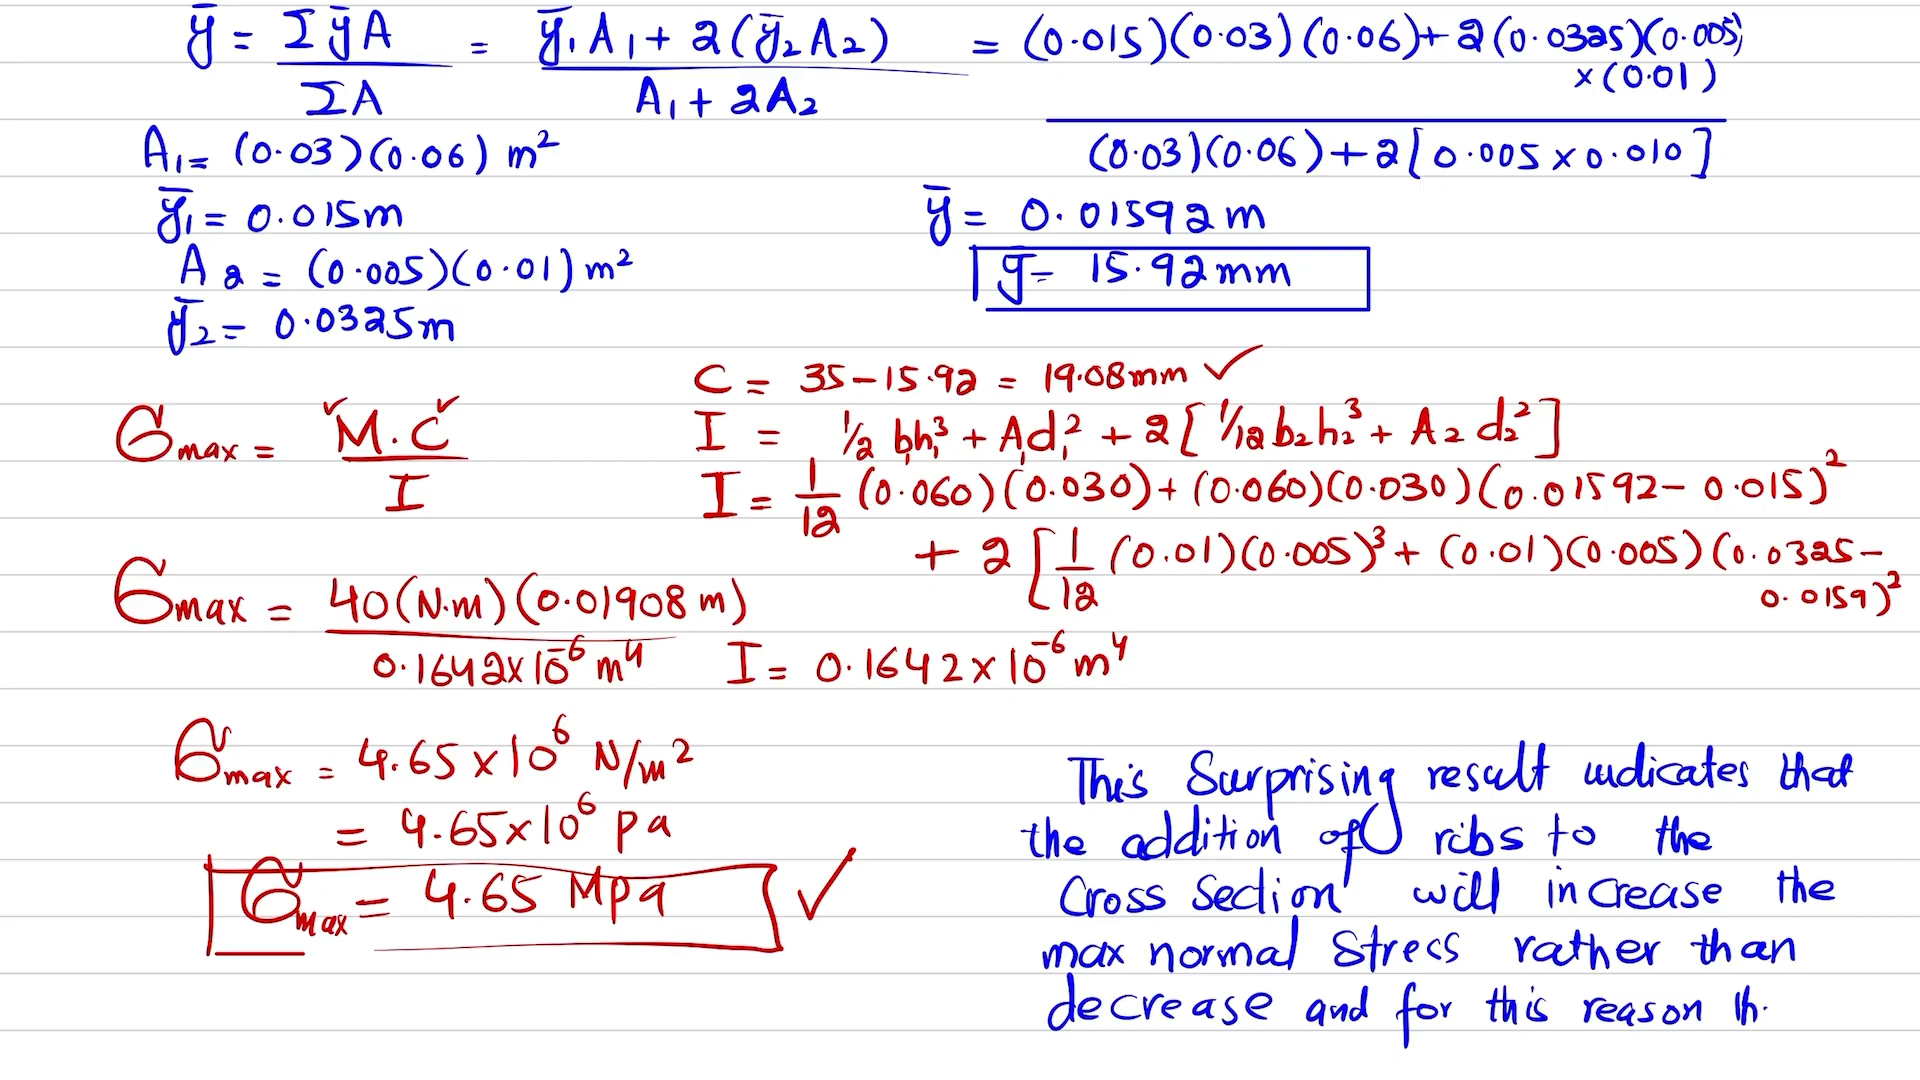 ȳ = ΣȳA / ΣA = ȳ₁A₁ + 2(ȳ₂A₂) / A₁ + 2A₂ = (0.015)(0.03)(0.06) + 2(0.0325)(0.005) × (0.01) / (0.03)(0.06) + 2[0.005 × 0.010]
A₁ = (0.03)(0.06) m²
ȳ₁ = 0.015m
A₂ = (0.005)(0.01) m²
ȳ₂ = 0.0325m
ȳ = 0.01592 m
ȳ = 15.92 mm
C = 35 - 15.92 = 19.08mm ✓
σmax = M.C / I
I = 1/2 b₁h₁³ + A₁d₁² + 2[1/12 b₂h₂³ + A₂d₂²]
I = 1/12 (0.060)(0.030) + (0.060)(0.030)(0.01592 - 0.015)²
+ 2[1/12 (0.01)(0.005)³ + (0.01)(0.005)(0.0325 -
0.0159)²
σmax = 40(N.m)(0.01908 m) / 0.1642 × 10⁻⁶ m⁴
I = 0.1642 × 10⁻⁶ m⁴
σmax = 4.65 × 10⁶ N/m²
= 4.65 × 10⁶ pa
σmax = 4.65 Mpa ✓
This Surprising result indicates that
the addition of ribs to the
Cross Section will increase the
max normal Stress rather than
decrease and for this reason th.